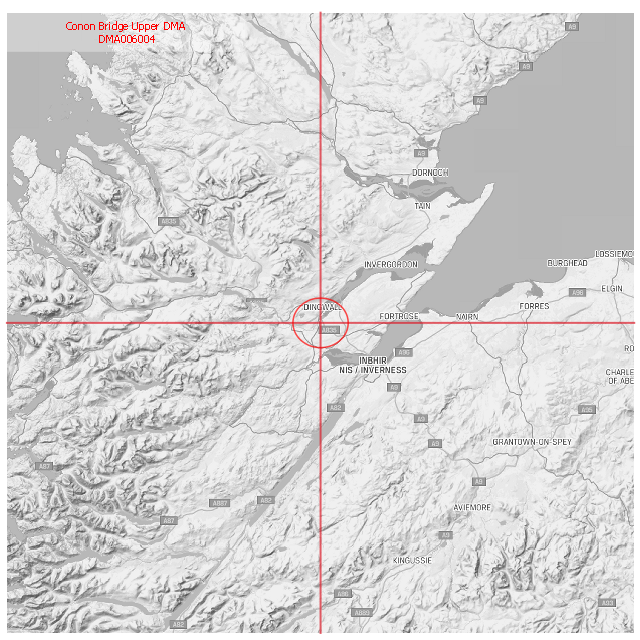 Conon Bridge Upper DMA
DMA006004
A9
A9
A9
A9
DORNOCH
TAIN
A835
LOSSIEMO
INVERGORDON
BURGHEAD
ELGIN
A96
DINGWALL
FORRES
FORTROSE
NAIRN
A835
RO
A96
INBHIR
NIS / INVERNESS
CHARLE
OF ABE
A9
A82
A95
A9
A9
GRANTOWN-ON-SPEY
A87
A9
A887
A82
AVIEMORE
A87
A9
KINGUSSIE
A86
A93
A889
A82